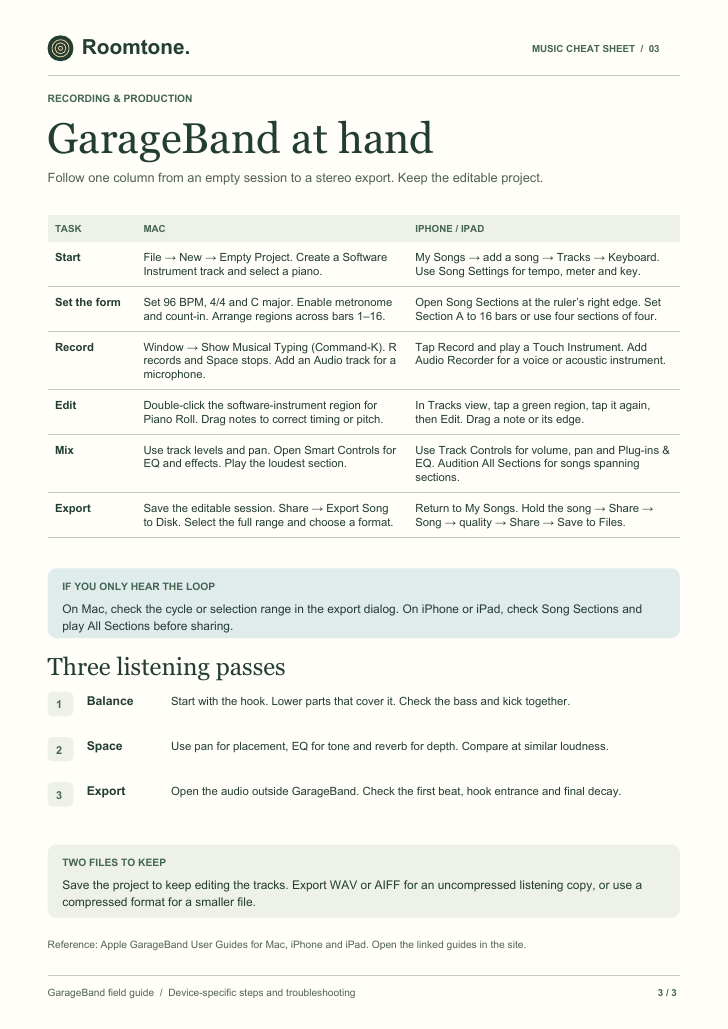 Roomtone.
MUSIC CHEAT SHEET / 03
RECORDING & PRODUCTION
GarageBand at hand
Follow one column from an empty session to a stereo export. Keep the editable project.
TASK MAC IPHONE / IPAD
Start
File → New → Empty Project. Create a Software
Instrument track and select a piano.
My Songs → add a song → Tracks → Keyboard.
Use Song Settings for tempo, meter and key.
Set the form
Set 96 BPM, 4/4 and C major. Enable metronome
and count-in. Arrange regions across bars 1–16.
Open Song Sections at the ruler’s right edge. Set
Section A to 16 bars or use four sections of four.
Record
Window → Show Musical Typing (Command-K). R
records and Space stops. Add an Audio track for a
microphone.
Tap Record and play a Touch Instrument. Add
Audio Recorder for a voice or acoustic instrument.
Edit
Double-click the software-instrument region for
Piano Roll. Drag notes to correct timing or pitch.
In Tracks view, tap a green region, tap it again,
then Edit. Drag a note or its edge.
Mix
Use track levels and pan. Open Smart Controls for
EQ and effects. Play the loudest section.
Use Track Controls for volume, pan and Plug-ins &
EQ. Audition All Sections for songs spanning
sections.
Export
Save the editable session. Share → Export Song
to Disk. Select the full range and choose a format.
Return to My Songs. Hold the song → Share →
Song → quality → Share → Save to Files.
IF YOU ONLY HEAR THE LOOP
On Mac, check the cycle or selection range in the export dialog. On iPhone or iPad, check Song Sections and
play All Sections before sharing.
Three listening passes
1 Balance Start with the hook. Lower parts that cover it. Check the bass and kick together.
2 Space Use pan for placement, EQ for tone and reverb for depth. Compare at similar loudness.
3 Export Open the audio outside GarageBand. Check the first beat, hook entrance and final decay.
TWO FILES TO KEEP
Save the project to keep editing the tracks. Export WAV or AIFF for an uncompressed listening copy, or use a
compressed format for a smaller file.
Reference: Apple GarageBand User Guides for Mac, iPhone and iPad. Open the linked guides in the site.
GarageBand field guide / Device-specific steps and troubleshooting
3 / 3